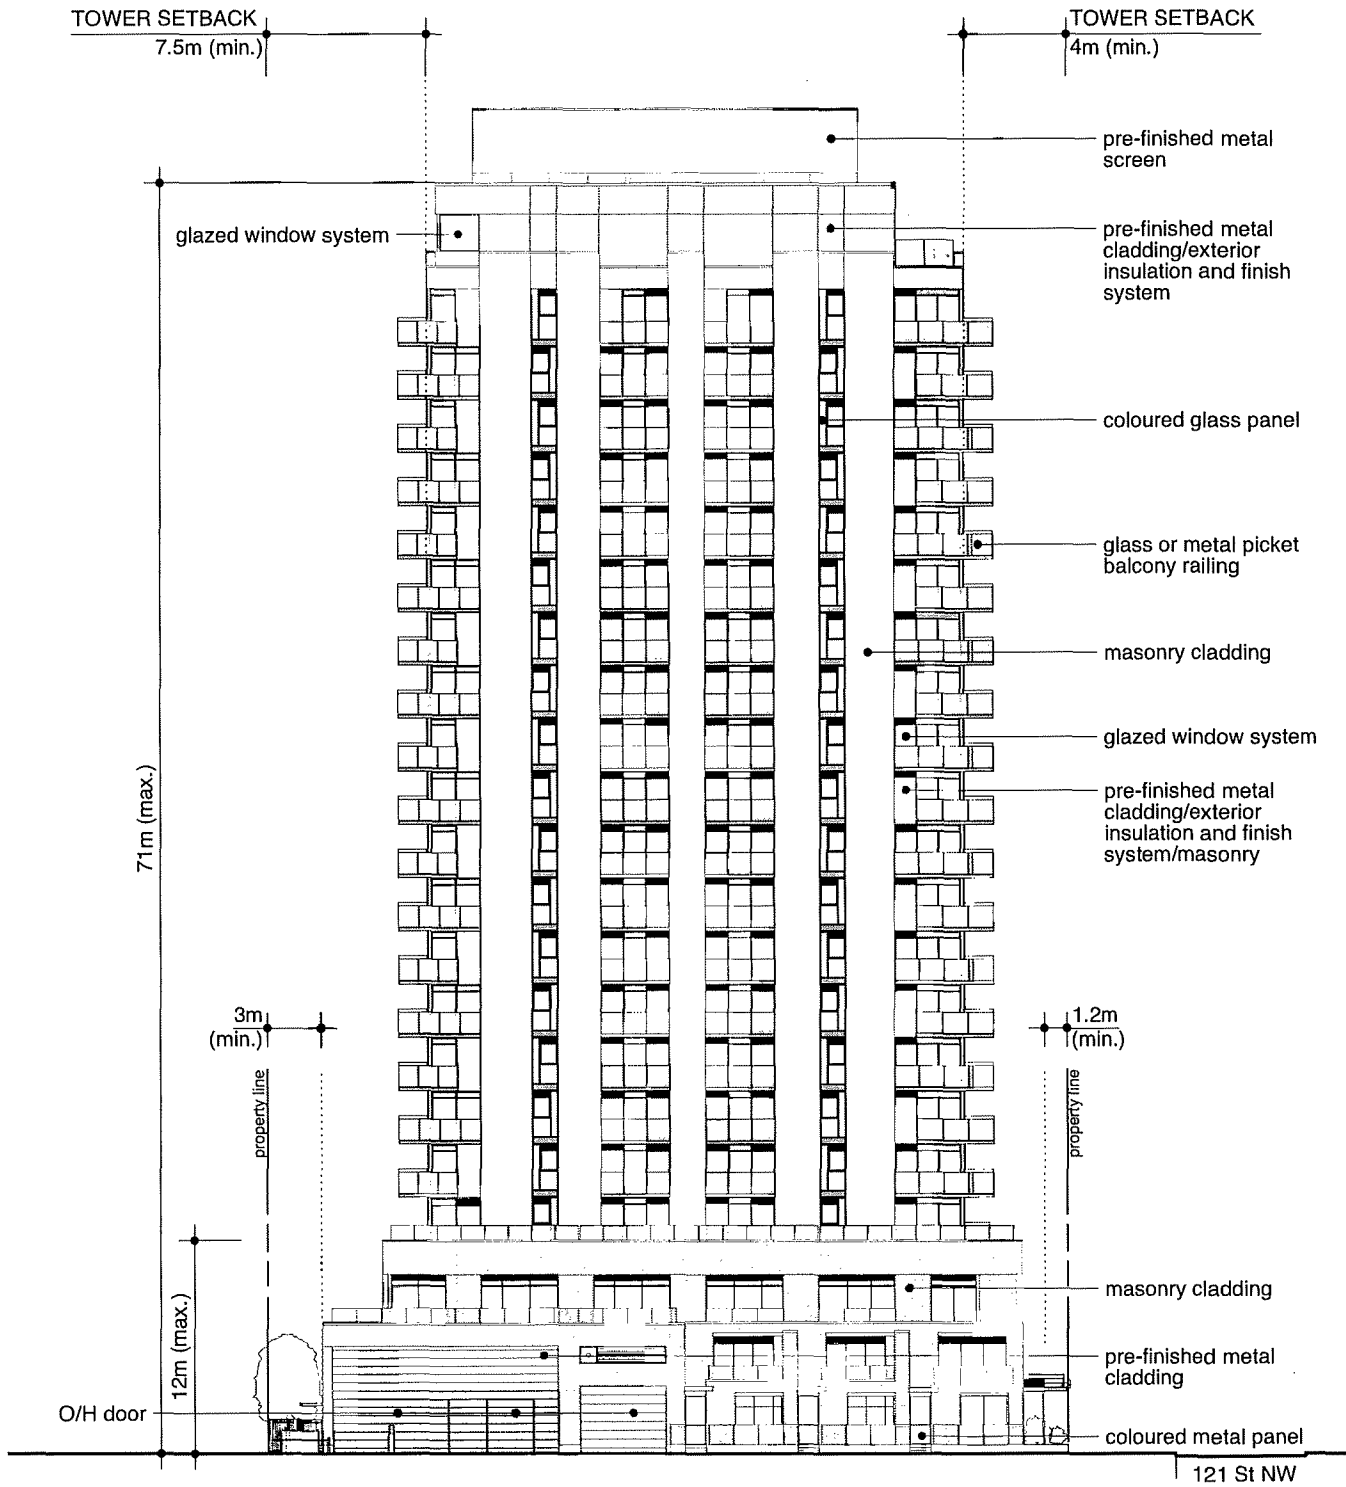 TOWER SETBACK
7.5m (min.)
TOWER SETBACK
4m (min.)
pre-finished metal
screen
glazed window system
pre-finished metal
cladding/exterior
insulation and finish
system
coloured glass panel
glass or metal picket
balcony railing
masonry cladding
glazed window system
pre-finished metal
cladding/exterior
insulation and finish
system/masonry
71m (max.)
3m
(min.)
1.2m
(min.)
property line
property line
masonry cladding
12m (max.)
pre-finished metal
cladding
O/H door
coloured metal panel
121 St NW